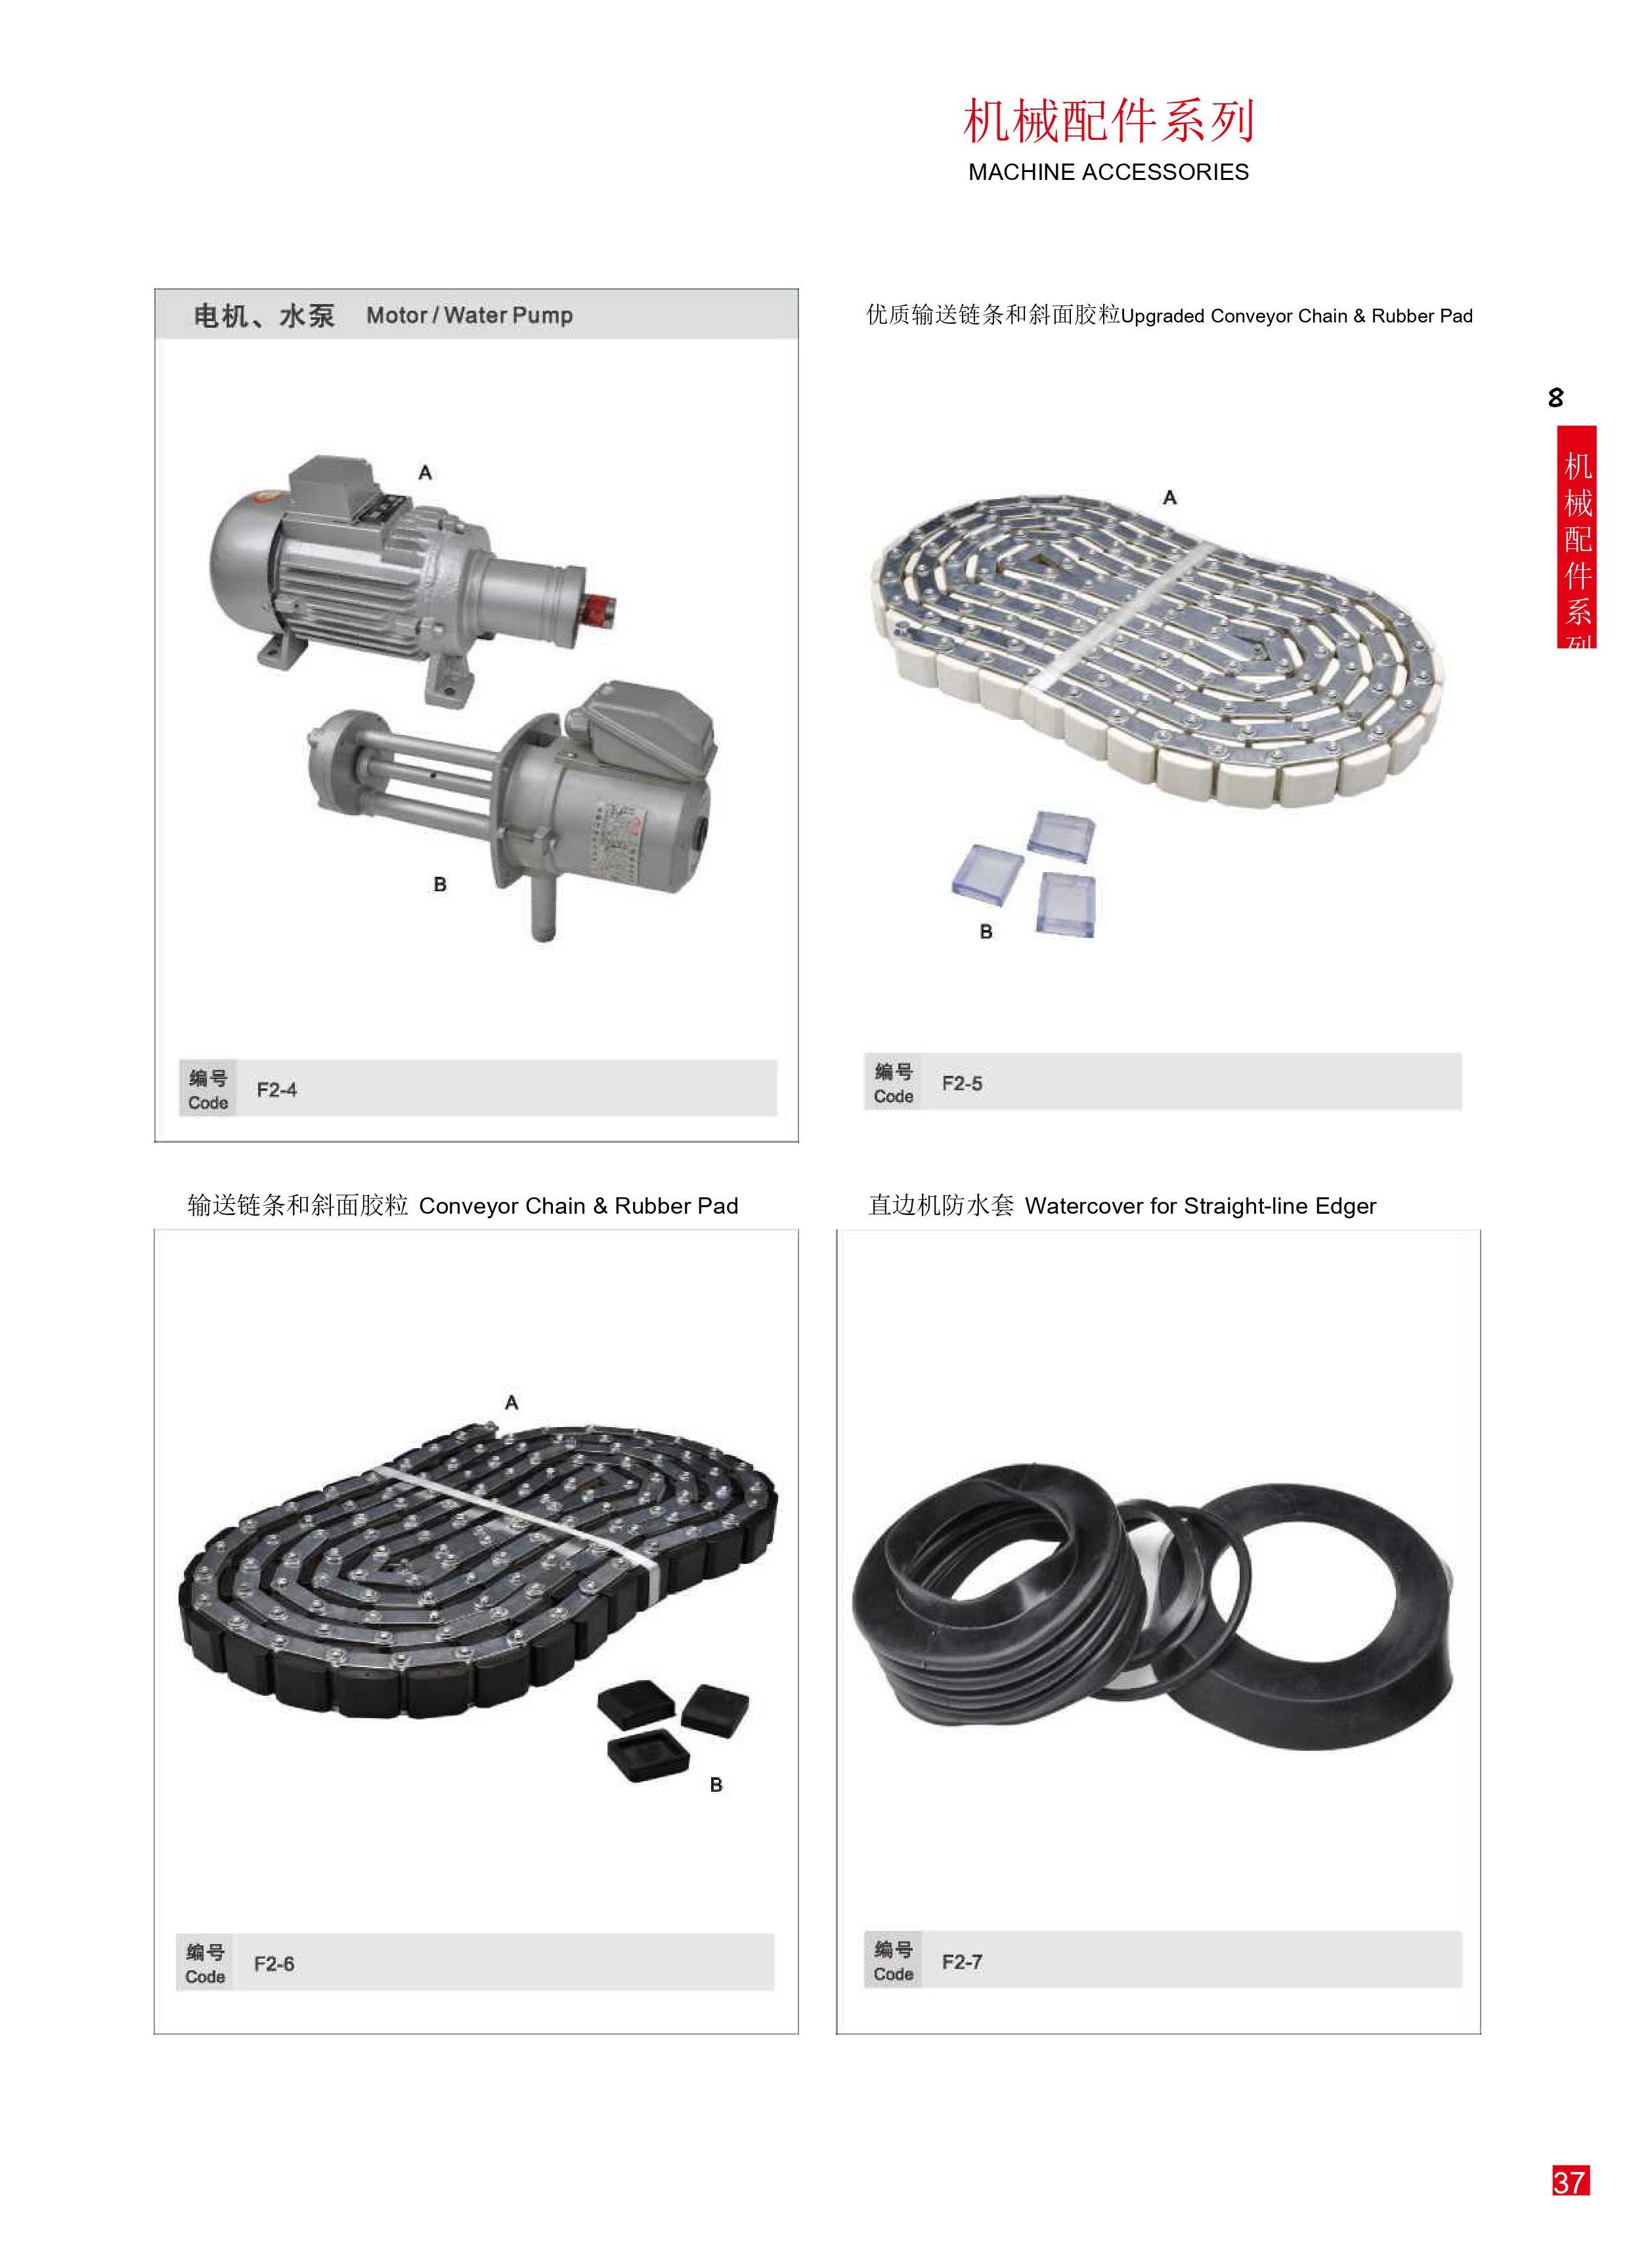 机械配件系列
MACHINE ACCESSORIES
电机、水泵 Motor / Water Pump
A
B
编号
Code
F2-4
优质输送链条和斜面胶粒Upgraded Conveyor Chain & Rubber Pad
A
B
编号
Code
F2-5
8
机械配件系列
输送链条和斜面胶粒 Conveyor Chain & Rubber Pad
A
B
编号
Code
F2-6
直边机防水套 Watercover for Straight-line Edger
编号
Code
F2-7
37